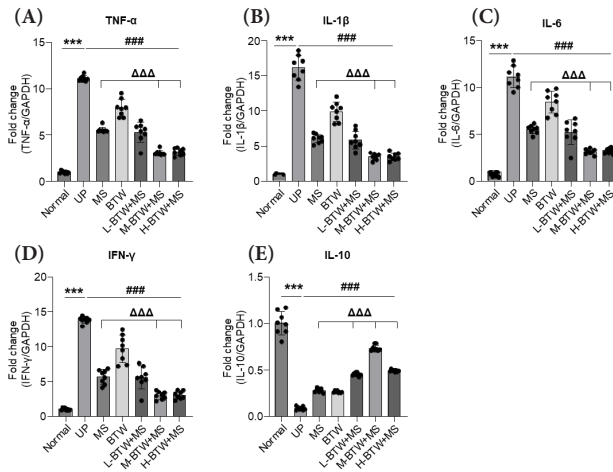 (A)
TNF-α
***
###
ΔΔΔ
Fold change
(TNF-α/GAPDH)
15
10
5
0
Normal
UP
MS
BTW
L-BTW+MS
M-BTW+MS
H-BTW+MS
(B)
IL-1β
***
###
ΔΔΔ
Fold change
(IL-1β/GAPDH)
20
15
10
5
0
Normal
UP
MS
BTW
L-BTW+MS
M-BTW+MS
H-BTW+MS
(C)
IL-6
***
###
ΔΔΔ
Fold change
(IL-6/GAPDH)
15
10
5
0
Normal
UP
MS
BTW
L-BTW+MS
M-BTW+MS
H-BTW+MS
(D)
IFN-γ
***
###
ΔΔΔ
Fold change
(IFN-γ/GAPDH)
20
15
10
5
0
Normal
UP
MS
BTW
L-BTW+MS
M-BTW+MS
H-BTW+MS
(E)
IL-10
***
###
ΔΔΔ
Fold change
(IL-10/GAPDH)
1.5
1.0
0.5
0.0
Normal
UP
MS
BTW
L-BTW+MS
M-BTW+MS
H-BTW+MS